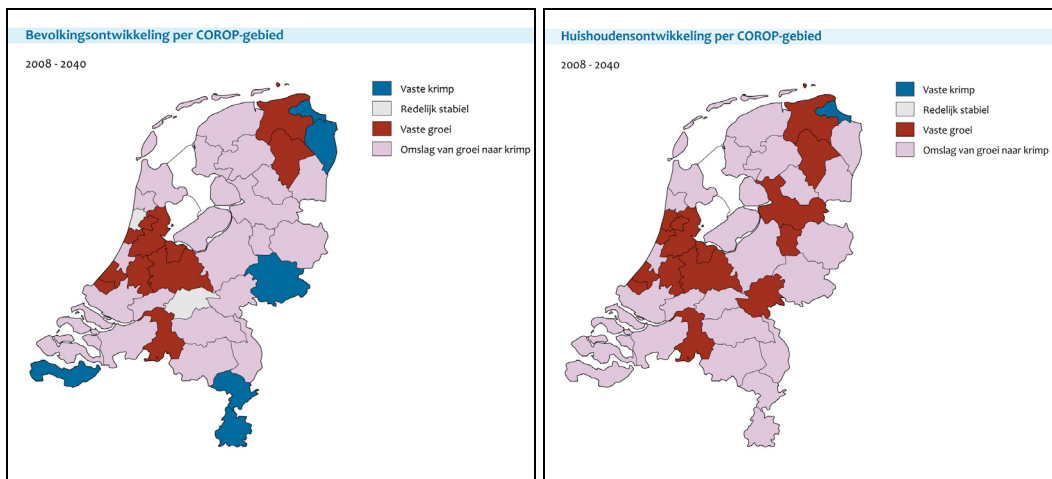 Bevolkingsontwikkeling per COROP-gebied
2008 - 2040
Vaste krimp
Redelijk stabiel
Vaste groei
Omslag van groei naar krimp
Huishoudensontwikkeling per COROP-gebied
2008 - 2040
Vaste krimp
Redelijk stabiel
Vaste groei
Omslag van groei naar krimp